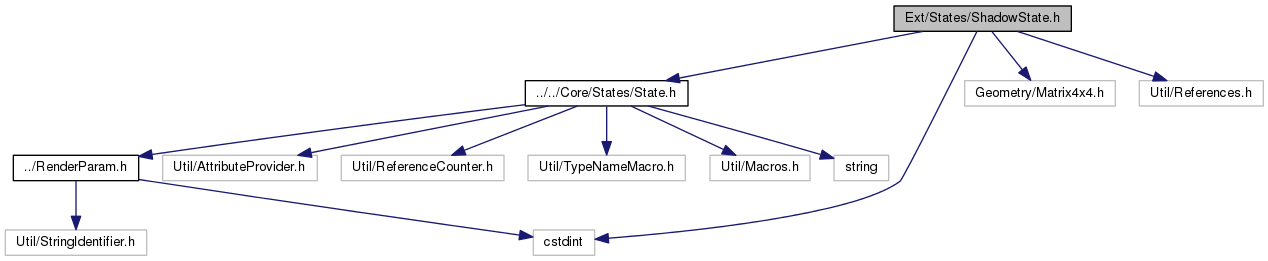 Ext/States/ShadowState.h
../../Core/States/State.h
Geometry/Matrix4x4.h
Util/References.h
../RenderParam.h
Util/AttributeProvider.h
Util/ReferenceCounter.h
Util/TypeNameMacro.h
Util/Macros.h
string
Util/StringIdentifier.h
cstdint